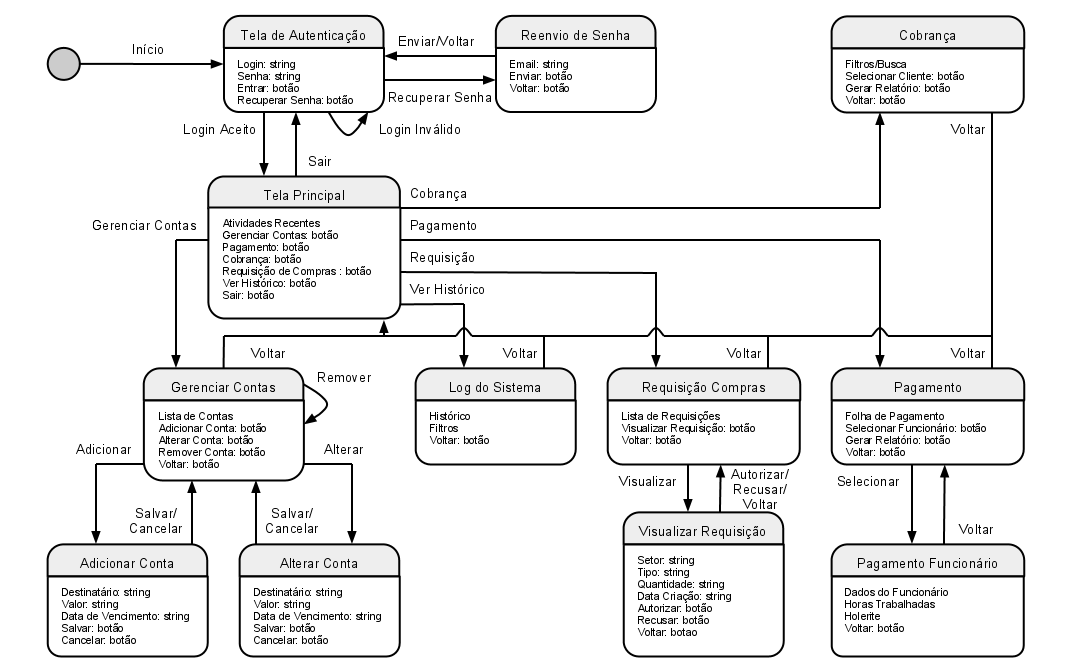 Início
Tela de Autenticação
Login: string
Senha: string
Entrar: botão
Recuperar Senha: botão
Enviar/Voltar
Recuperar Senha
Reenvio de Senha
Email: string
Enviar: botão
Voltar: botão
Cobrança
Filtros/Busca
Selecionar Cliente: botão
Gerar Relatório: botão
Voltar: botão
Login Aceito
Login Inválido
Voltar
Sair
Tela Principal
Atividades Recentes
Gerenciar Contas: botão
Pagamento: botão
Cobrança: botão
Requisição de Compras : botão
Ver Histórico: botão
Sair: botão
Gerenciar Contas
Cobrança
Pagamento
Requisição
Ver Histórico
Voltar
Voltar
Voltar
Voltar
Gerenciar Contas
Lista de Contas
Adicionar Conta: botão
Alterar Conta: botão
Remover Conta: botão
Voltar: botão
Remover
Log do Sistema
Histórico
Filtros
Voltar: botão
Requisição Compras
Lista de Requisições
Visualizar Requisição: botão
Voltar: botão
Pagamento
Folha de Pagamento
Selecionar Funcionário: botão
Gerar Relatório: botão
Voltar: botão
Adicionar
Alterar
Salvar/
Cancelar
Salvar/
Cancelar
Visualizar
Autorizar/
Recusar/
Voltar
Selecionar
Voltar
Adicionar Conta
Destinatário: string
Valor: string
Data de Vencimento: string
Salvar: botão
Cancelar: botão
Alterar Conta
Destinatário: string
Valor: string
Data de Vencimento: string
Salvar: botão
Cancelar: botão
Visualizar Requisição
Setor: string
Tipo: string
Quantidade: string
Data Criação: string
Autorizar: botão
Recusar: botão
Voltar: botao
Pagamento Funcionário
Dados do Funcionário
Horas Trabalhadas
Holerite
Voltar: botão